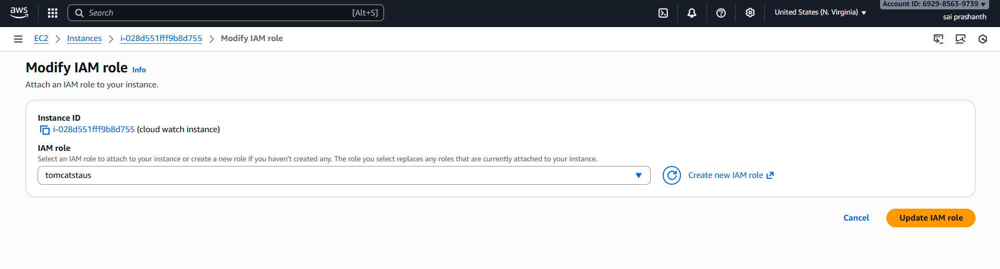 aws
Search [Alt+S]
United States (N. Virginia)
Account ID: 6929-8563-9739
sai prashanth
EC2 Instances i-028d551fff9b8d755 Modify IAM role
Modify IAM role Info
Attach an IAM role to your instance.
Instance ID
i-028d551fff9b8d755 (cloud watch instance)
IAM role
Select an IAM role to attach to your instance or create a new role if you haven't created any. The role you select replaces any roles that are currently attached to your instance.
tomcatstaus
Create new IAM role
Cancel
Update IAM role